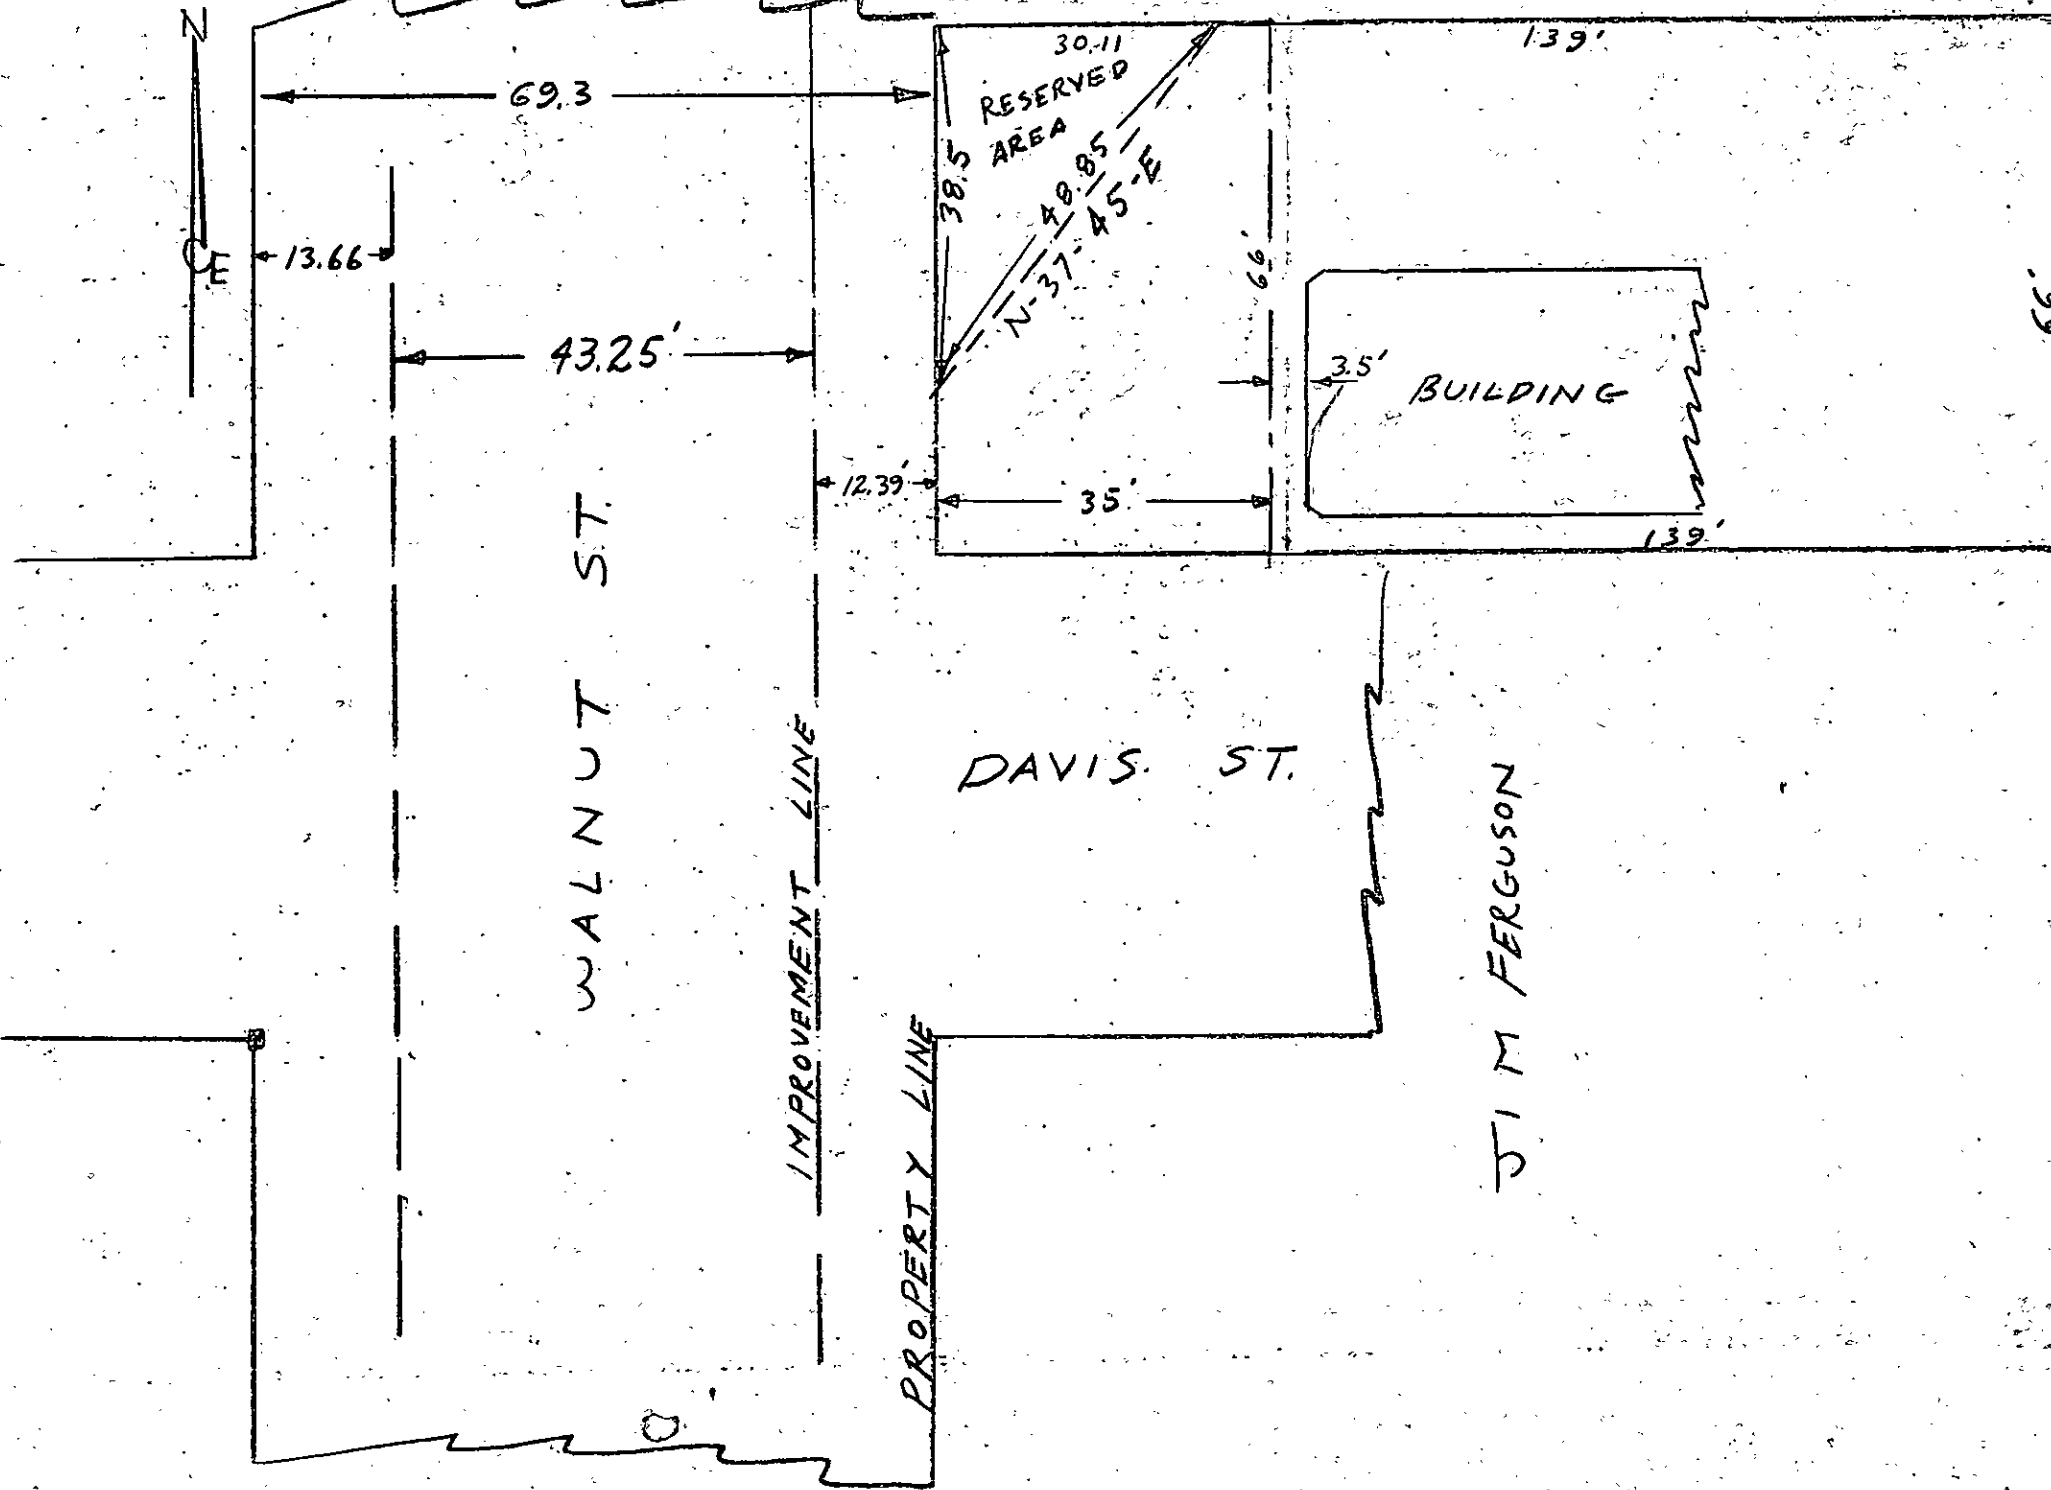 N
E
69.3
30.11
139'
RESERVED
AREA
38.5
48.85
N-37°45'-E
13.66
43.25'
66'
66'
3.5'
BUILDING
12.39'
35'
139'
WALNUT ST.
IMPROVEMENT LINE
DAVIS. ST.
PROPERTY LINE
JIM FERGUSON